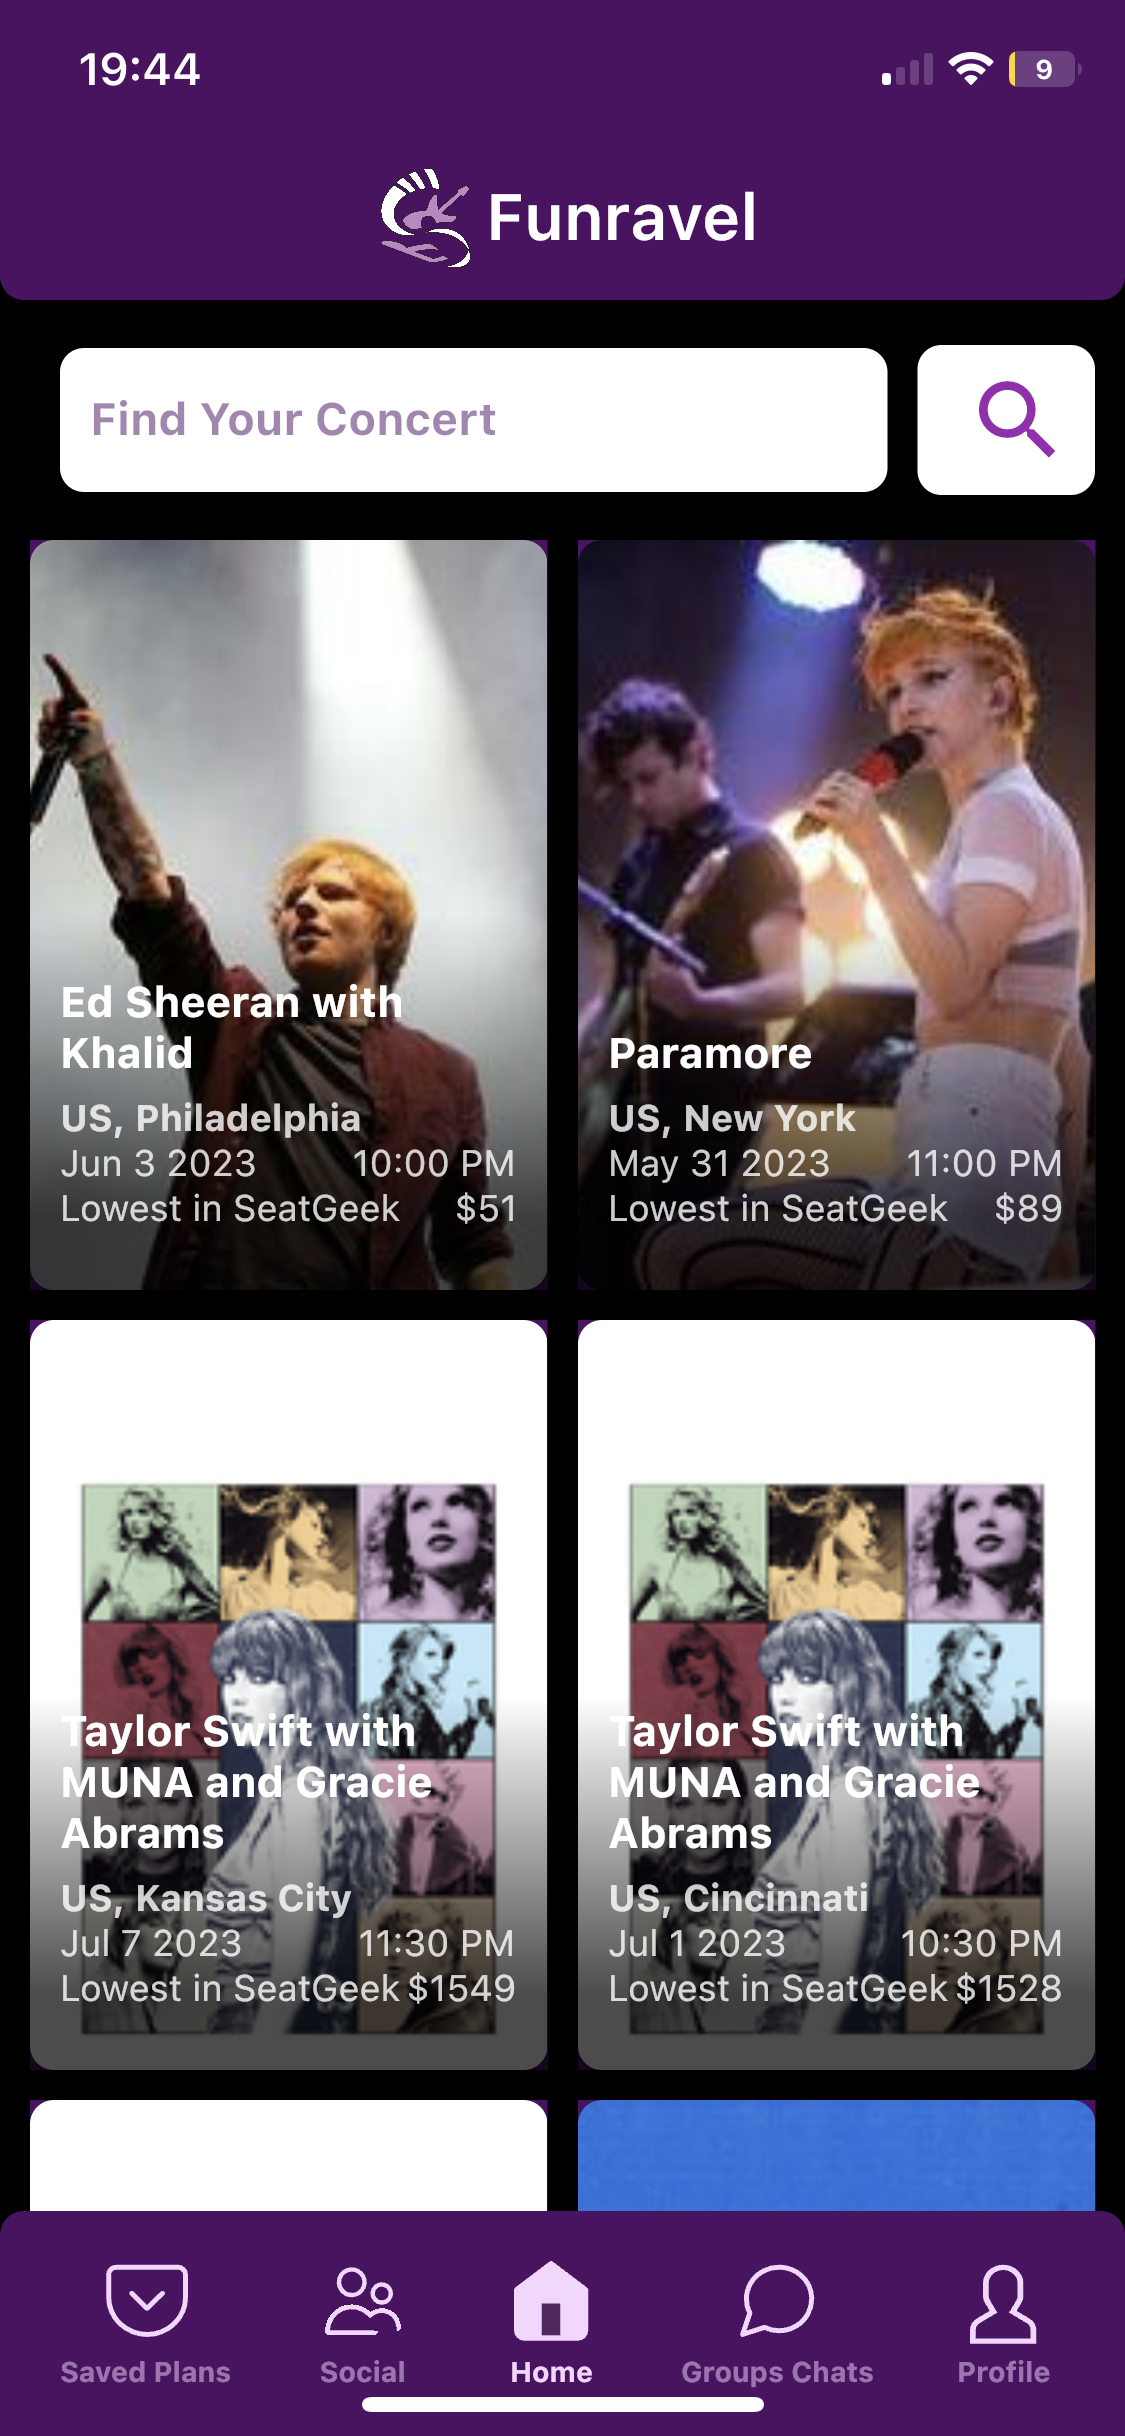 19:44
9
Funravel
Find Your Concert
Ed Sheeran with
Khalid
US, Philadelphia
Jun 3 2023 10:00 PM
Lowest in SeatGeek $51
Paramore
US, New York
May 31 2023 11:00 PM
Lowest in SeatGeek $89
Taylor Swift with
MUNA and Gracie
Abrams
US, Kansas City
Jul 7 2023 11:30 PM
Lowest in SeatGeek $1549
Taylor Swift with
MUNA and Gracie
Abrams
US, Cincinnati
Jul 1 2023 10:30 PM
Lowest in SeatGeek $1528
Saved Plans
Social
Home
Groups Chats
Profile